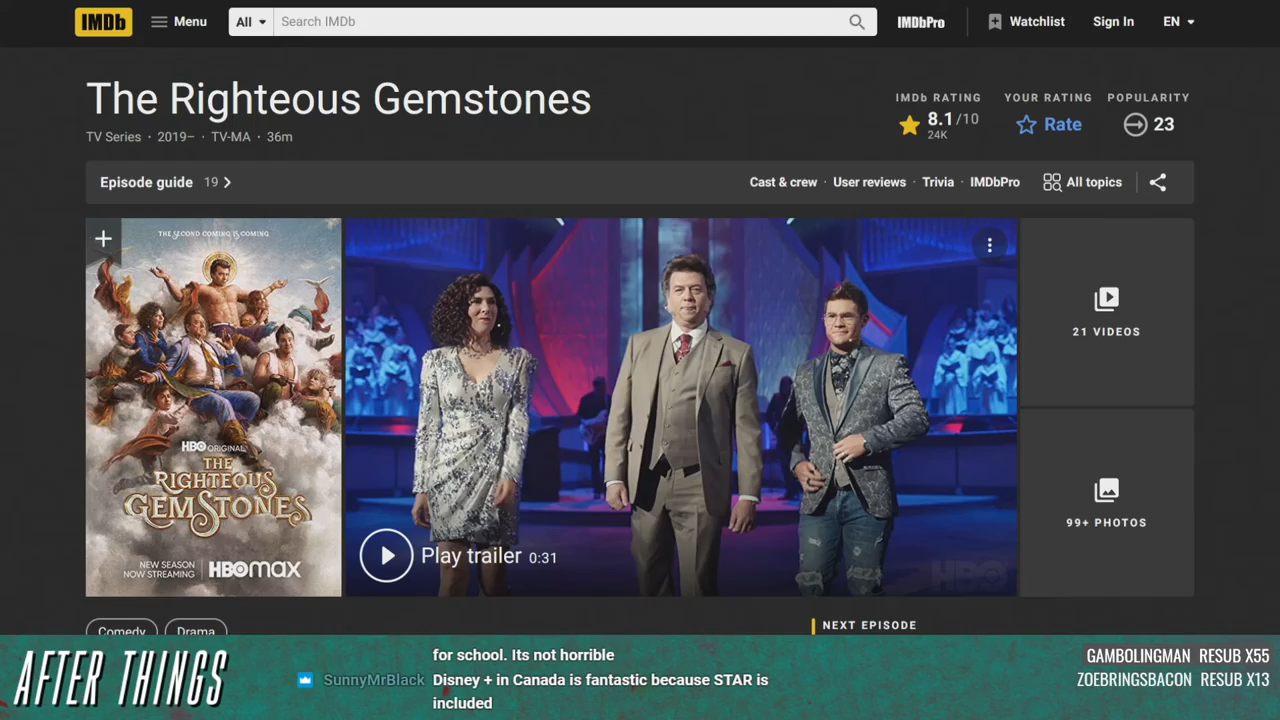 IMDb
Menu
All
Search IMDb
IMDbPro
Watchlist
Sign In
EN
The Righteous Gemstones
TV Series · 2019– · TV-MA · 36m
IMDb RATING
8.1/10
24K
YOUR RATING
Rate
POPULARITY
23
Episode guide 19
Cast & crew · User reviews · Trivia · IMDbPro
All topics
THE SECOND COMING IS COMING
HBO ORIGINAL
THE
RIGHTEOUS
GEMSTONES
NEW SEASON
NOW STREAMING
HBOMAX
Play trailer 0:31
HBO
21 VIDEOS
99+ PHOTOS
Comedy
Drama
NEXT EPISODE
AFTER THINGS
for school. Its not horrible
SunnyMrBlack Disney + in Canada is fantastic because STAR is
included
GAMBOLINGMAN RESUB X55
ZOEBRINGSBACON RESUB X13